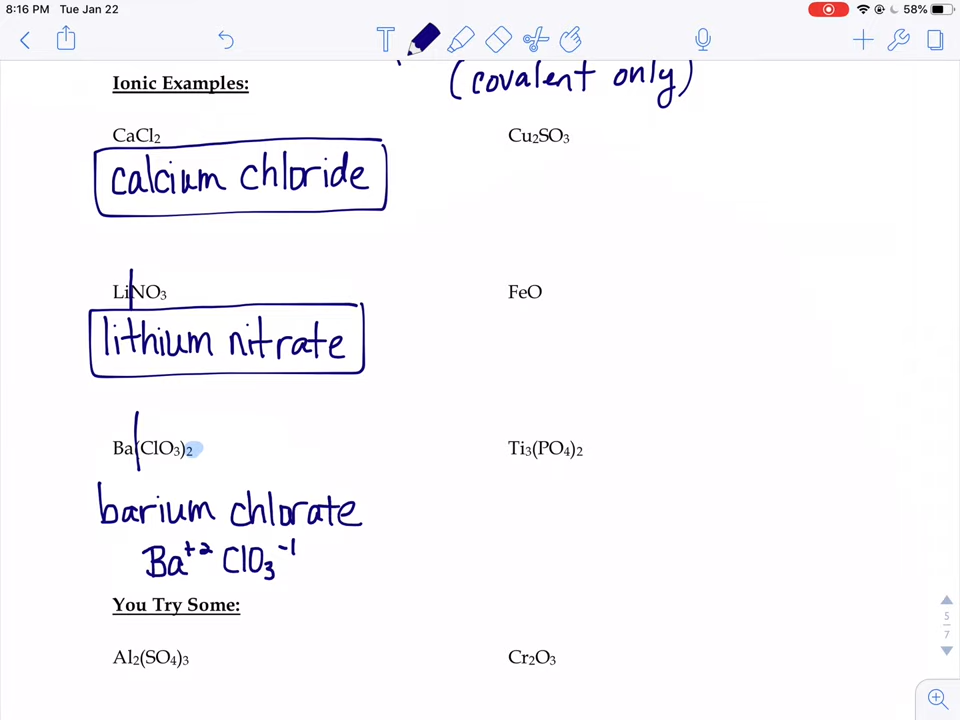 8:16 PM Tue Jan 22 58%
(covalent only)
Ionic Examples:
CaCl₂ Cu₂SO₃
calcium chloride
LiNO₃ FeO
lithium nitrate
Ba(ClO₃)₂ Ti₃(PO₄)₂
barium chlorate
Ba⁺² ClO₃⁻¹
You Try Some:
5
7
Al₂(SO₄)₃ Cr₂O₃